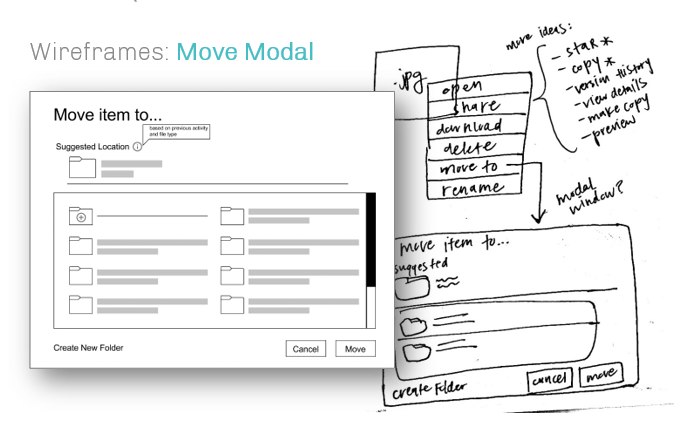 Wireframes: Move Modal
Move item to...
based on previous activity
and file type
Suggested Location i
Create New Folder
Cancel
Move
.jpg
open
share
download
delete
move to
rename
more ideas:
- star *
- copy *
- version history
- view details
- make copy
- preview
modal
window?
move item to...
suggested
create folder
cancel
move